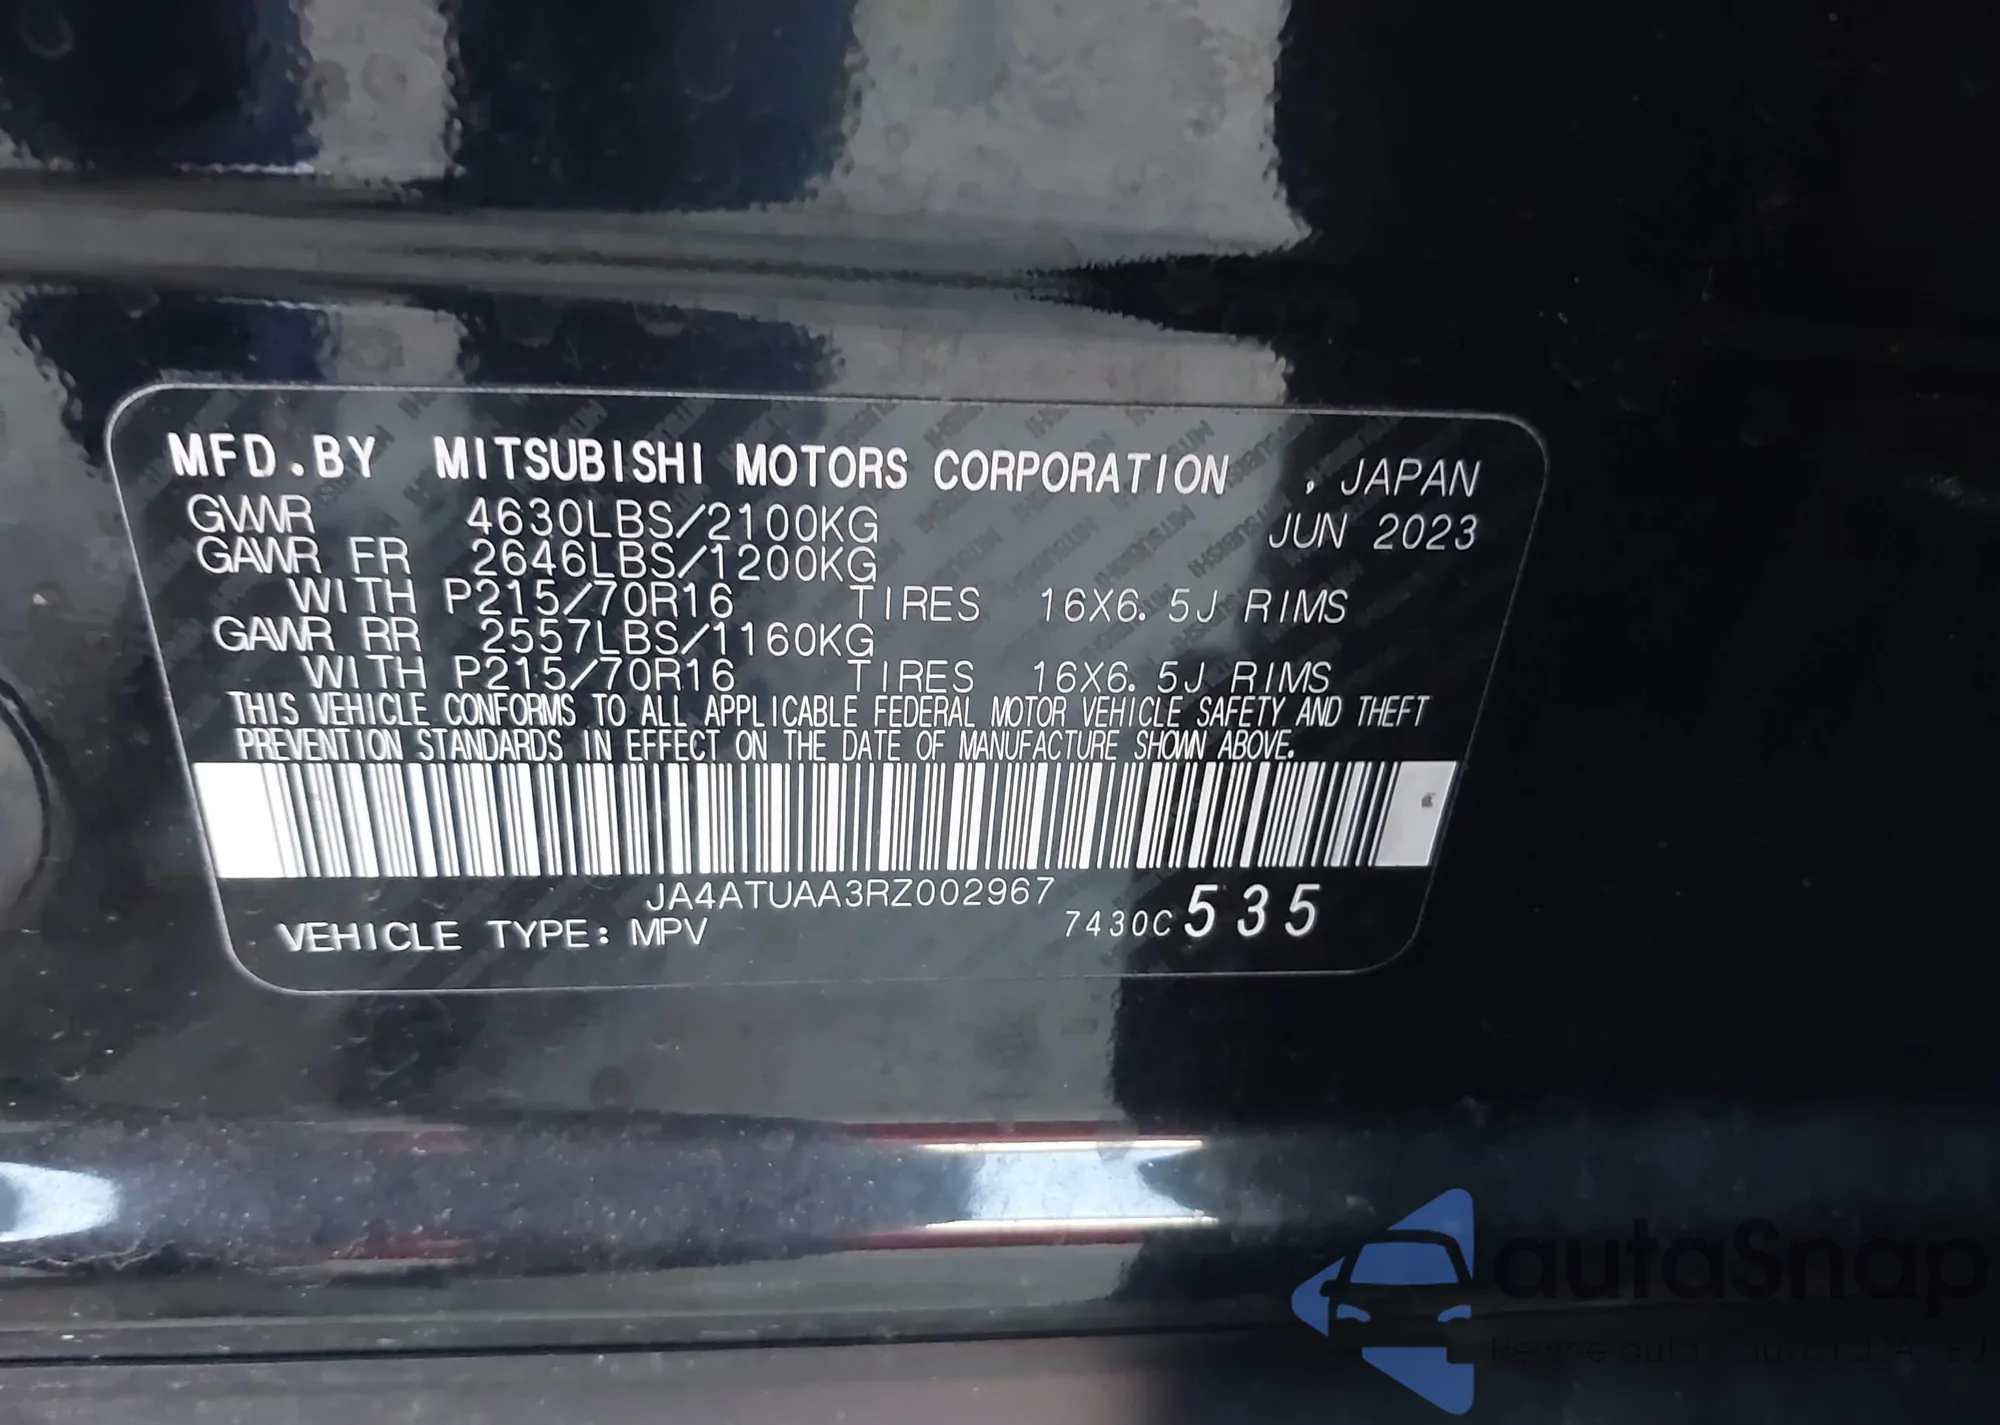 MFD.BY MITSUBISHI MOTORS CORPORATION , JAPAN
GVWR 4630LBS/2100KG JUN 2023
GAWR FR 2646LBS/1200KG
WITH P215/70R16 TIRES 16X6.5J RIMS
GAWR RR 2557LBS/1160KG
WITH P215/70R16 TIRES 16X6.5J RIMS
THIS VEHICLE CONFORMS TO ALL APPLICABLE FEDERAL MOTOR VEHICLE SAFETY AND THEFT
PREVENTION STANDARDS IN EFFECT ON THE DATE OF MANUFACTURE SHOWN ABOVE.
JA4ATUAA3RZ002967
VEHICLE TYPE: MPV 7430C 535
autoSnap